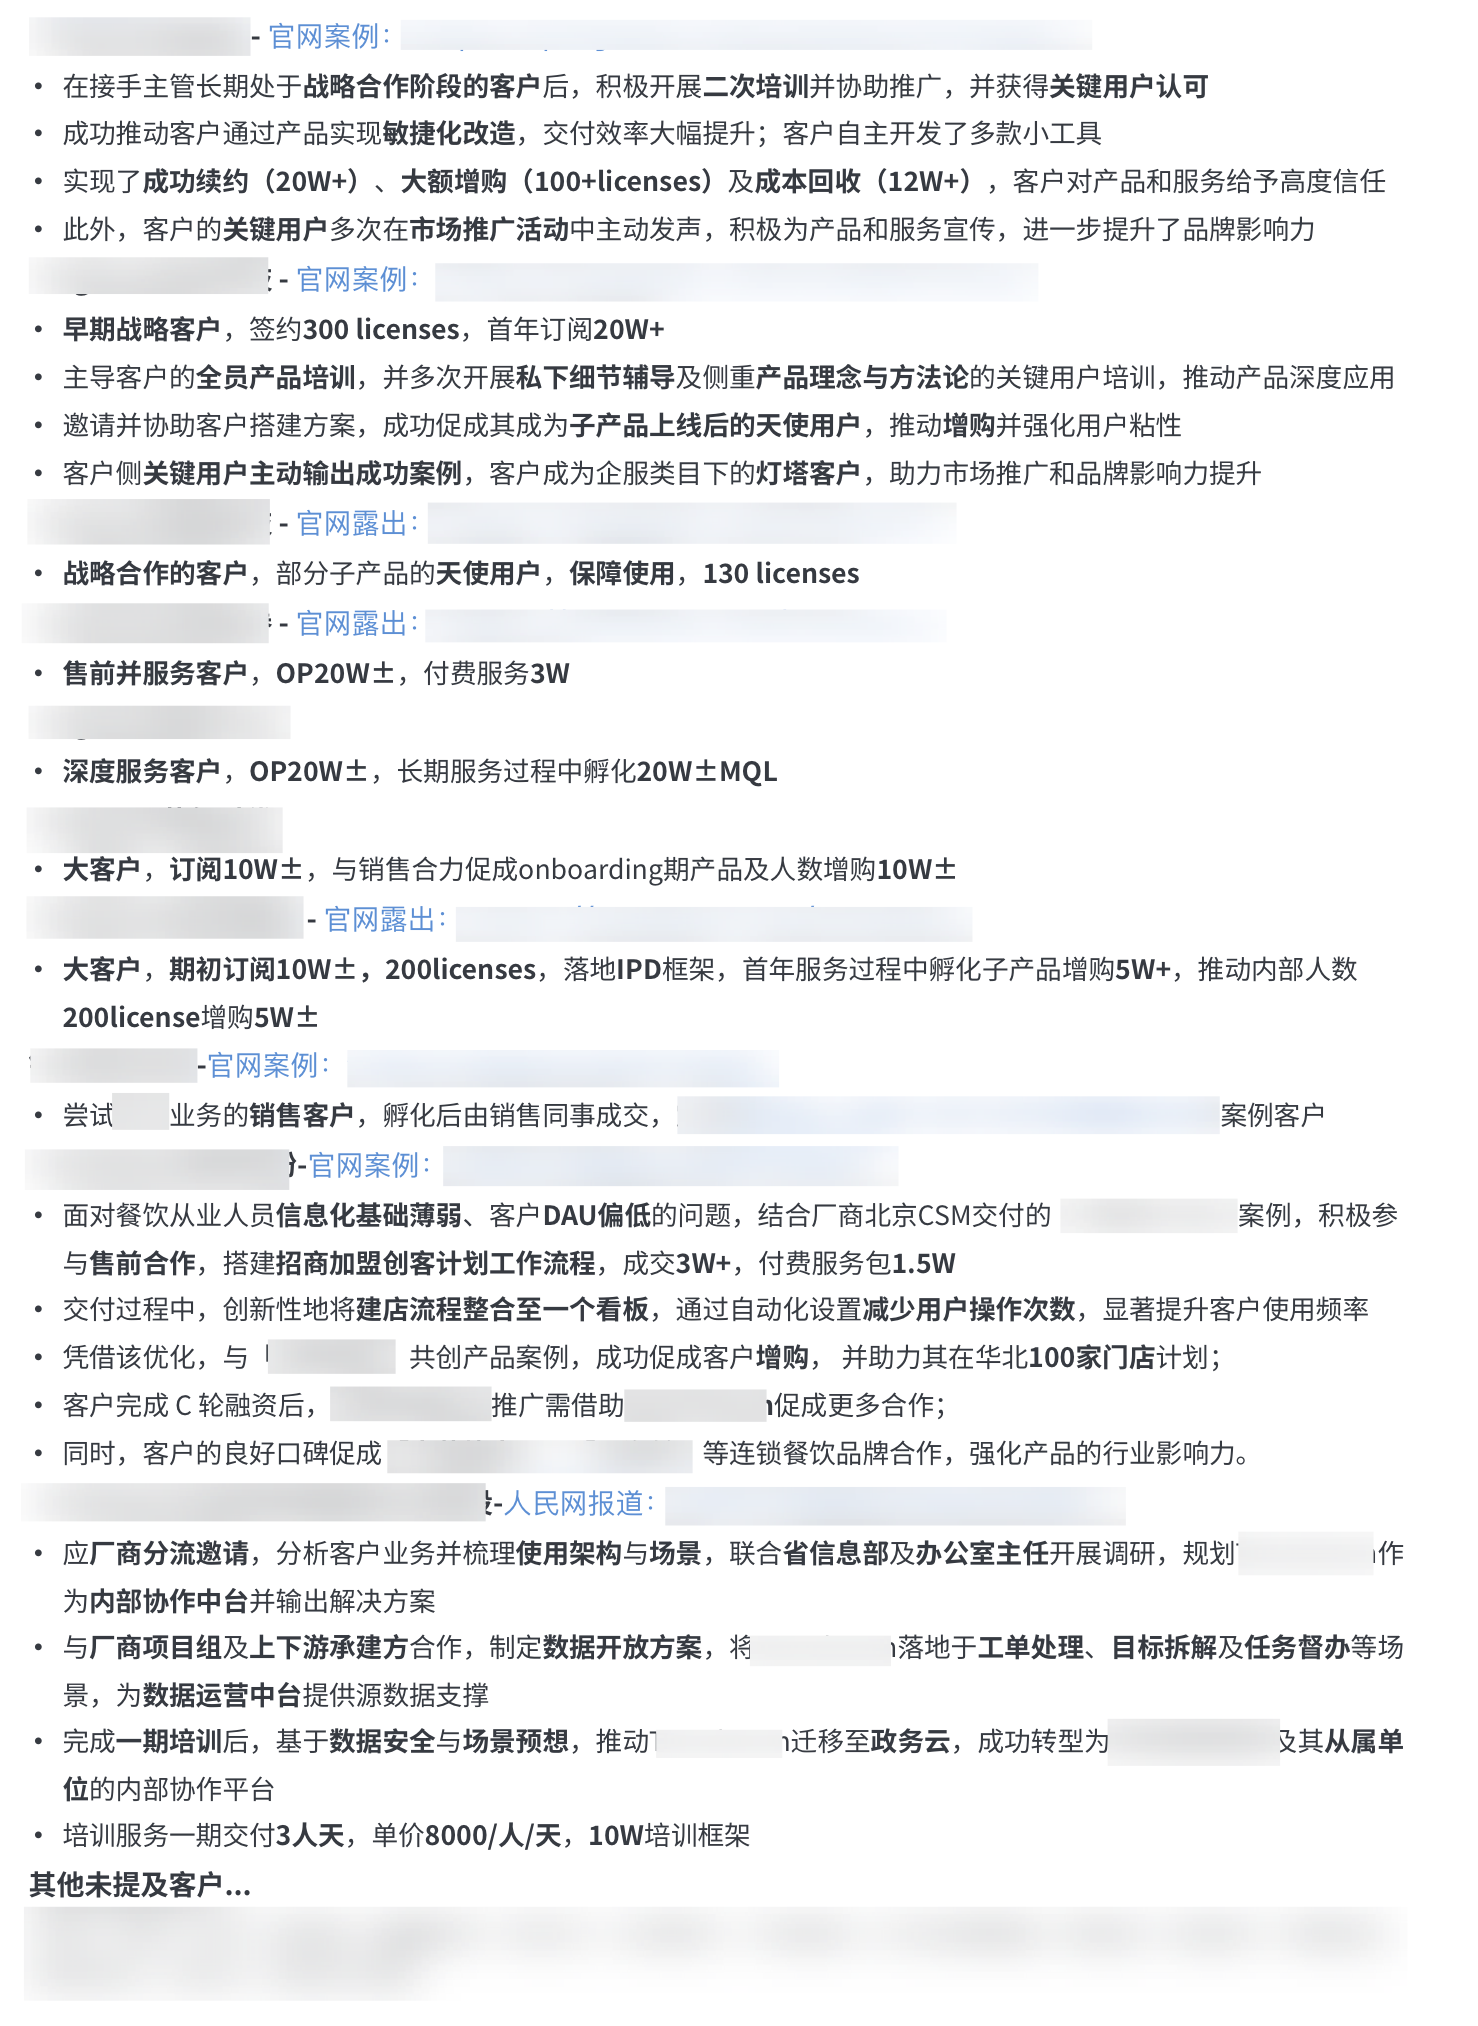 - 官网案例：
• 在接手主管长期处于战略合作阶段的客户后，积极开展二次培训并协助推广，并获得关键用户认可
• 成功推动客户通过产品实现敏捷化改造，交付效率大幅提升；客户自主开发了多款小工具
• 实现了成功续约（20W+）、大额增购（100+licenses）及成本回收（12W+），客户对产品和服务给予高度信任
• 此外，客户的关键用户多次在市场推广活动中主动发声，积极为产品和服务宣传，进一步提升了品牌影响力
- 官网案例：
• 早期战略客户，签约300 licenses，首年订阅20W+
• 主导客户的全员产品培训，并多次开展私下细节辅导及侧重产品理念与方法论的关键用户培训，推动产品深度应用
• 邀请并协助客户搭建方案，成功促成其成为子产品上线后的天使用户，推动增购并强化用户粘性
• 客户侧关键用户主动输出成功案例，客户成为企服类目下的灯塔客户，助力市场推广和品牌影响力提升
- 官网露出：
• 战略合作的客户，部分子产品的天使用户，保障使用，130 licenses
- 官网露出：
• 售前并服务客户，OP20W±，付费服务3W
• 深度服务客户，OP20W±，长期服务过程中孵化20W±MQL
• 大客户，订阅10W±，与销售合力促成onboarding期产品及人数增购10W±
- 官网露出：
• 大客户，期初订阅10W±，200licenses，落地IPD框架，首年服务过程中孵化子产品增购5W+，推动内部人数
200license增购5W±
-官网案例：
• 尝试 业务的销售客户，孵化后由销售同事成交， 案例客户
-官网案例：
• 面对餐饮从业人员信息化基础薄弱、客户DAU偏低的问题，结合厂商北京CSM交付的 案例，积极参
与售前合作，搭建招商加盟创客计划工作流程，成交3W+，付费服务包1.5W
• 交付过程中，创新性地将建店流程整合至一个看板，通过自动化设置减少用户操作次数，显著提升客户使用频率
• 凭借该优化，与 共创产品案例，成功促成客户增购， 并助力其在华北100家门店计划；
• 客户完成 C 轮融资后， 推广需借助 促成更多合作；
• 同时，客户的良好口碑促成 等连锁餐饮品牌合作，强化产品的行业影响力。
-人民网报道：
• 应厂商分流邀请，分析客户业务并梳理使用架构与场景，联合省信息部及办公室主任开展调研，规划 作
为内部协作中台并输出解决方案
• 与厂商项目组及上下游承建方合作，制定数据开放方案，将 落地于工单处理、目标拆解及任务督办等场
景，为数据运营中台提供源数据支撑
• 完成一期培训后，基于数据安全与场景预想，推动 迁移至政务云，成功转型为 及其从属单
位的内部协作平台
• 培训服务一期交付3人天，单价8000/人/天，10W培训框架
其他未提及客户...